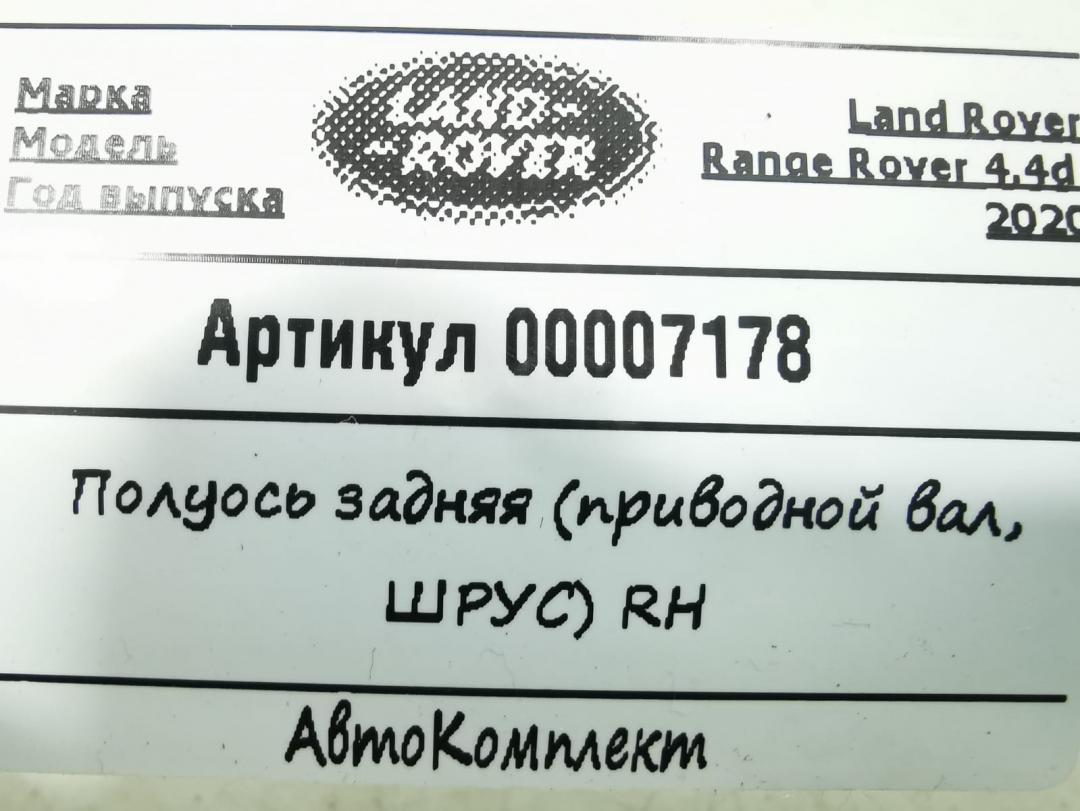 Марка
Модель
Год выпуска
LAND-
-ROVER
Land Rover
Range Rover 4.4d
2020
Артикул 00007178
Полуось задняя (приводной вал,
ШРУС) RH
АвтоКомплект